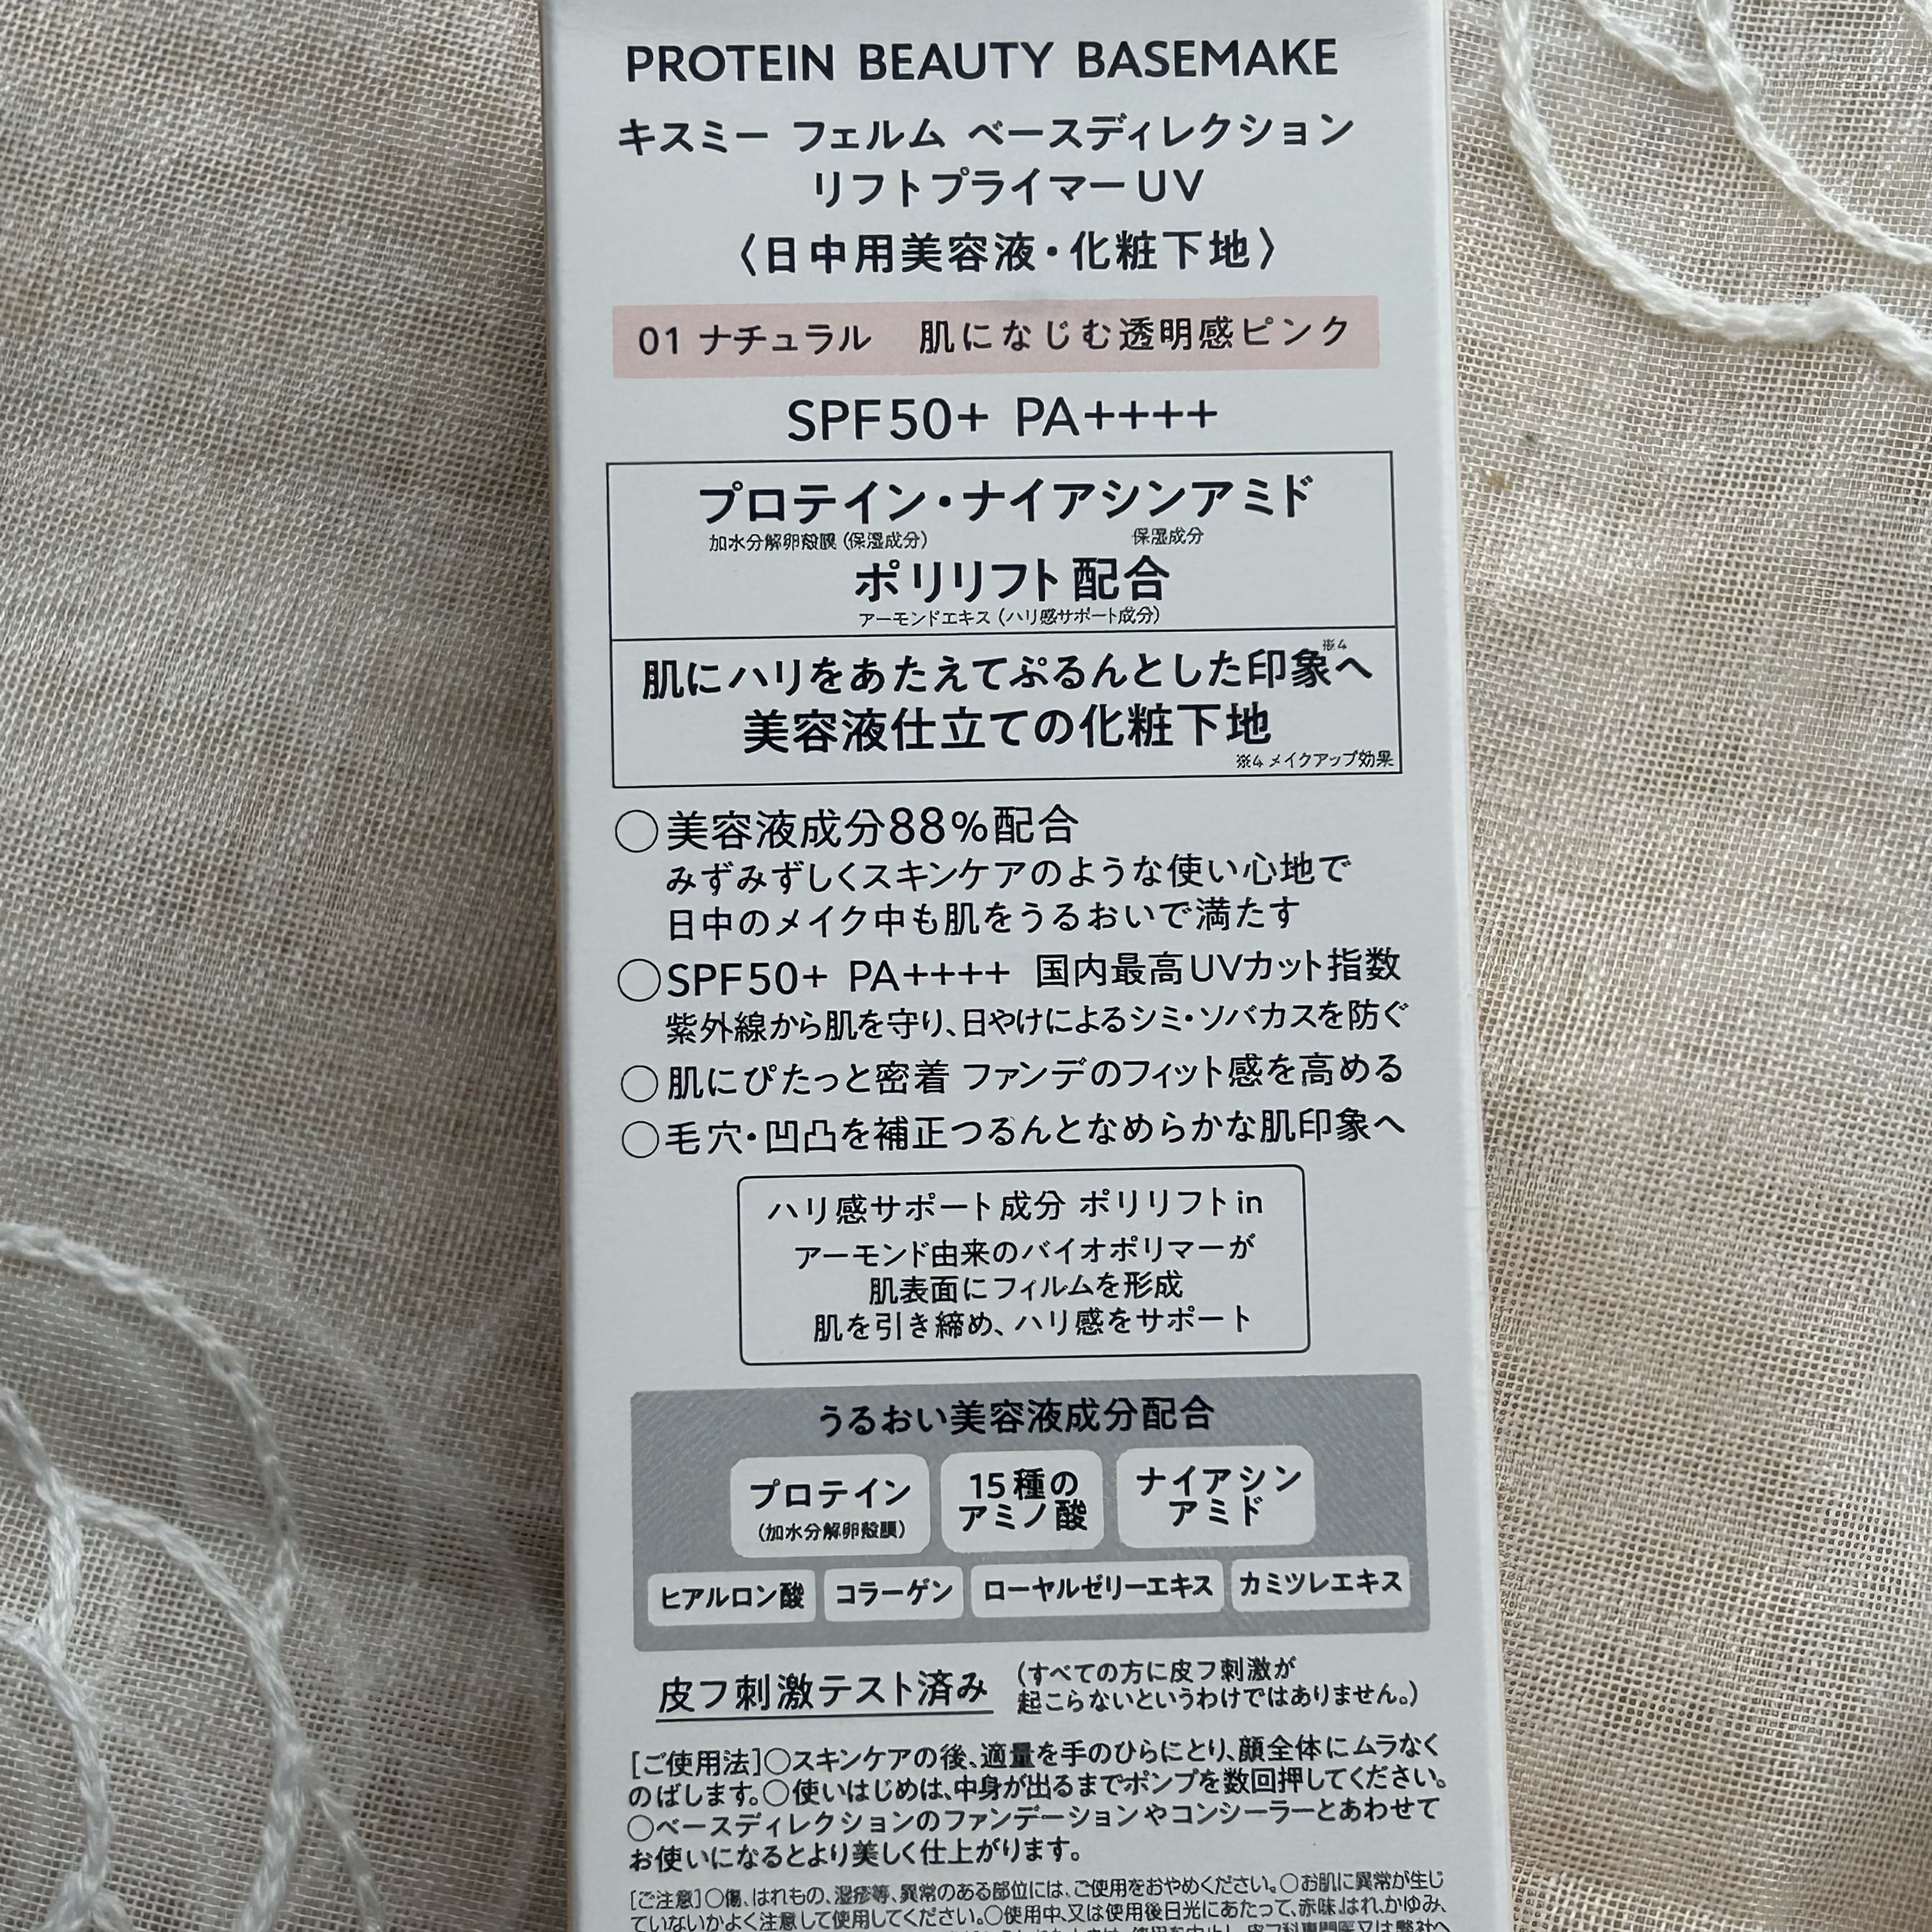 PROTEIN BEAUTY BASEMAKE
キスミー フェルム ベースディレクション
リフトプライマーUV
〈日中用美容液・化粧下地〉
01 ナチュラル 肌になじむ透明感ピンク
SPF50+ PA++++
プロテイン・ナイアシンアミド
加水分解卵殻膜(保湿成分) 保湿成分
ポリリフト配合
アーモンドエキス(ハリ感サポート成分)
肌にハリをあたえてぷるんとした印象へ※4
美容液仕立ての化粧下地
※4 メイクアップ効果
○美容液成分88%配合
みずみずしくスキンケアのような使い心地で
日中のメイク中も肌をうるおいで満たす
○SPF50+ PA++++ 国内最高UVカット指数
紫外線から肌を守り、日やけによるシミ・ソバカスを防ぐ
○肌にぴたっと密着 ファンデのフィット感を高める
○毛穴・凹凸を補正つるんとなめらかな肌印象へ
ハリ感サポート成分 ポリリフトin
アーモンド由来のバイオポリマーが
肌表面にフィルムを形成
肌を引き締め、ハリ感をサポート
うるおい美容液成分配合
プロテイン
(加水分解卵殻膜)
15種の
アミノ酸
ナイアシン
アミド
ヒアルロン酸 コラーゲン ローヤルゼリーエキス カミツレエキス
皮フ刺激テスト済み
(すべての方に皮フ刺激が
起こらないというわけではありません。)
[ご使用法]○スキンケアの後、適量を手のひらにとり、顔全体にムラなく
のばします。○使いはじめは、中身が出るまでポンプを数回押してください。
○ベースディレクションのファンデーションやコンシーラーとあわせて
お使いになるとより美しく仕上がります。
[ご注意]○傷、はれもの、湿疹等、異常のある部位には、ご使用をおやめください。○お肌に異常が生じ
ていないかよく注意して使用してください。○使用中、又は使用後日光にあたって、赤味、はれ、かゆみ、